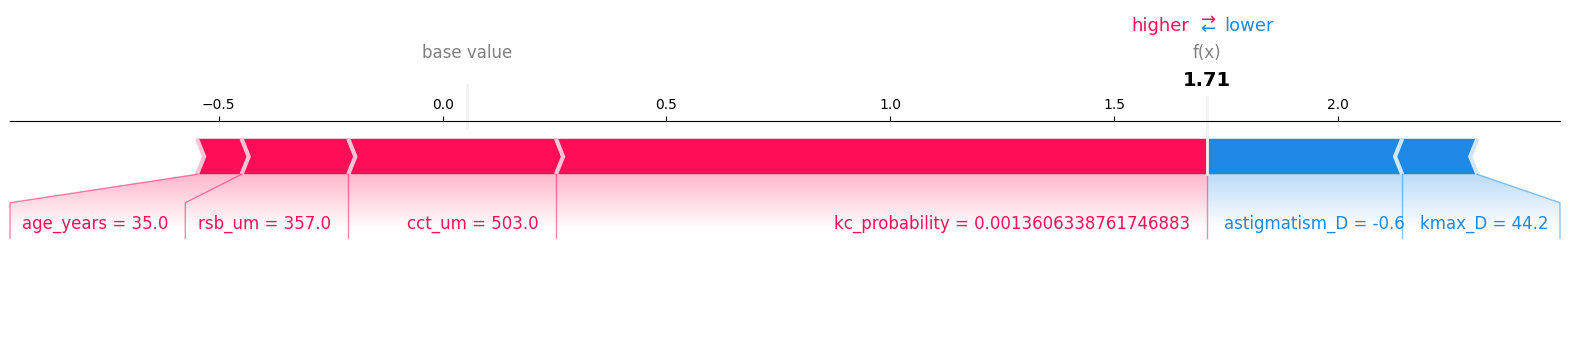 higher ⇄ lower
base value f(x)
1.71
−0.5 0.0 0.5 1.0 1.5 2.0
age_years = 35.0 rsb_um = 357.0 cct_um = 503.0 kc_probability = 0.0013606338761746883 astigmatism_D = -0.6 kmax_D = 44.2